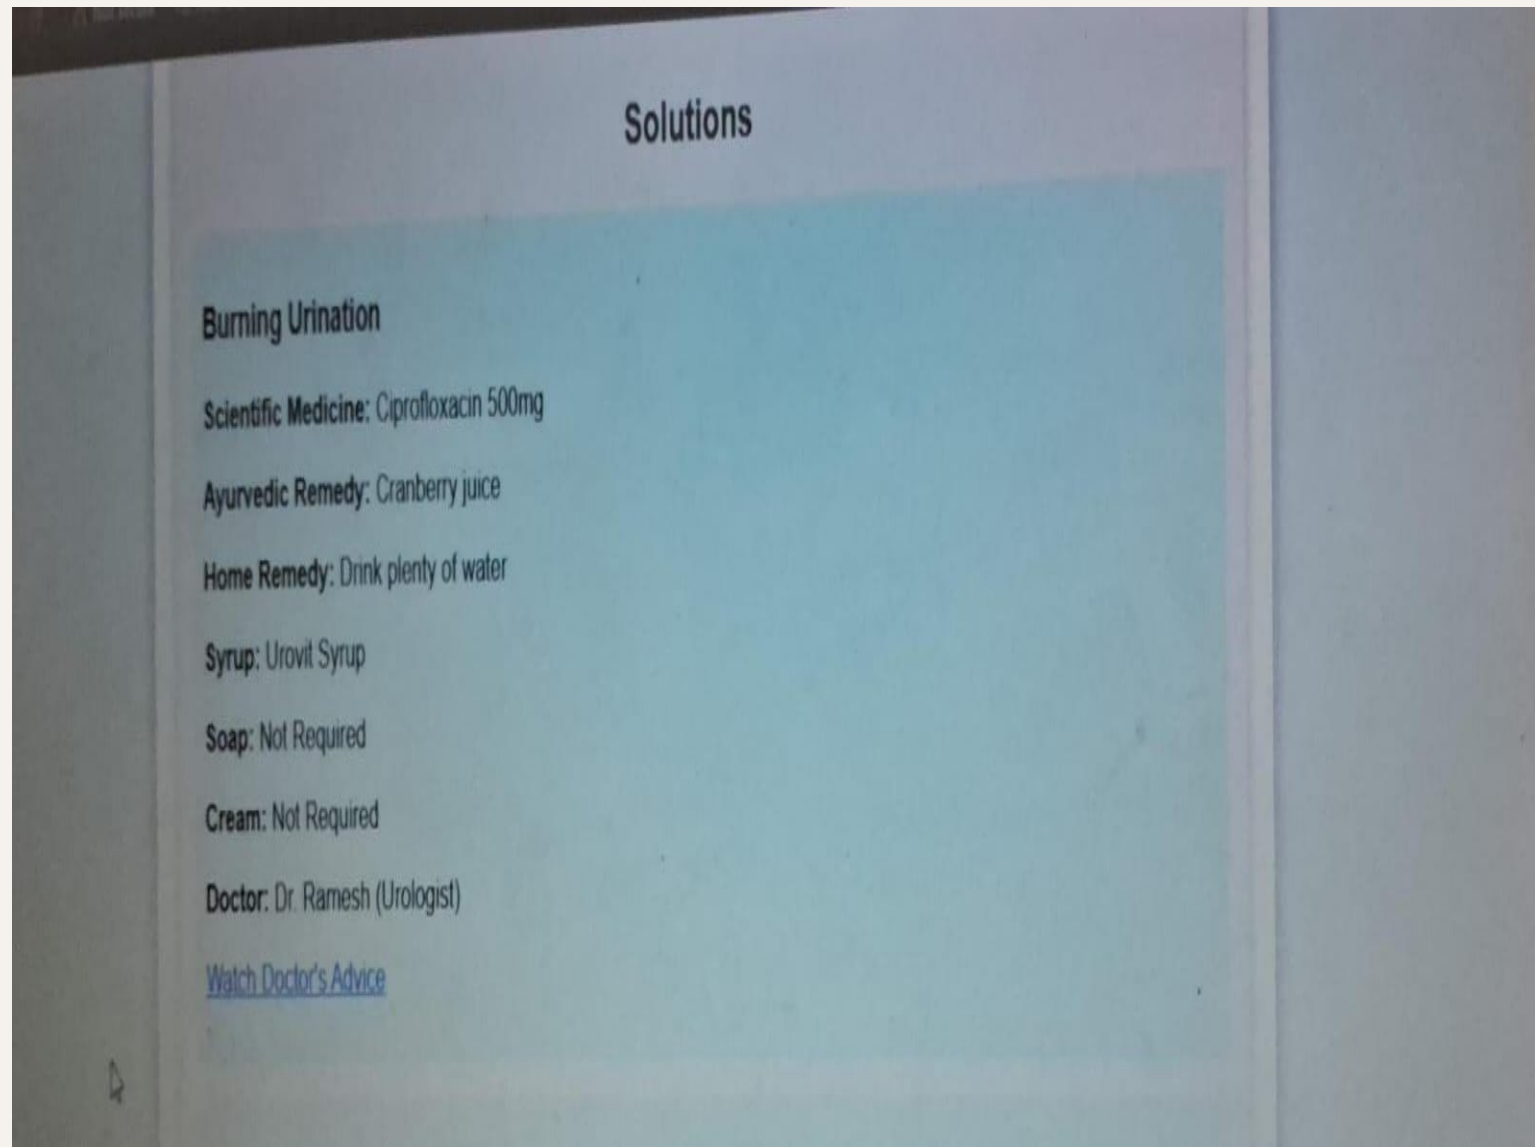 Solutions
Burning Urination
Scientific Medicine: Ciprofloxacin 500mg
Ayurvedic Remedy: Cranberry juice
Home Remedy: Drink plenty of water
Syrup: Urovit Syrup
Soap: Not Required
Cream: Not Required
Doctor: Dr. Ramesh (Urologist)
Watch Doctor's Advice